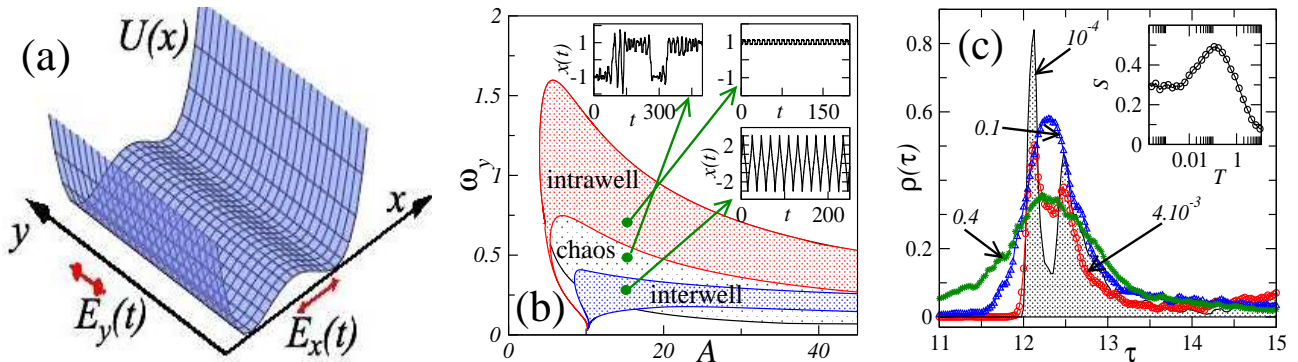 (a)
U(x)
x
y
E_y(t)
E_x(t)
2
1.5
1
0.5
0
ω_y
0
20
40
A
(b)
intrawell
chaos
interwell
x(t)
1
-1
0
300
t
1
-1
0
150
t
x(t)
2
-2
0
200
t
(c)
ρ(τ)
0.8
0.6
0.4
0.2
0
11
12
13
14
15
τ
10^-4
0.1
4.10^-3
0.4
S
0.4
0.2
0
0.01
1
T